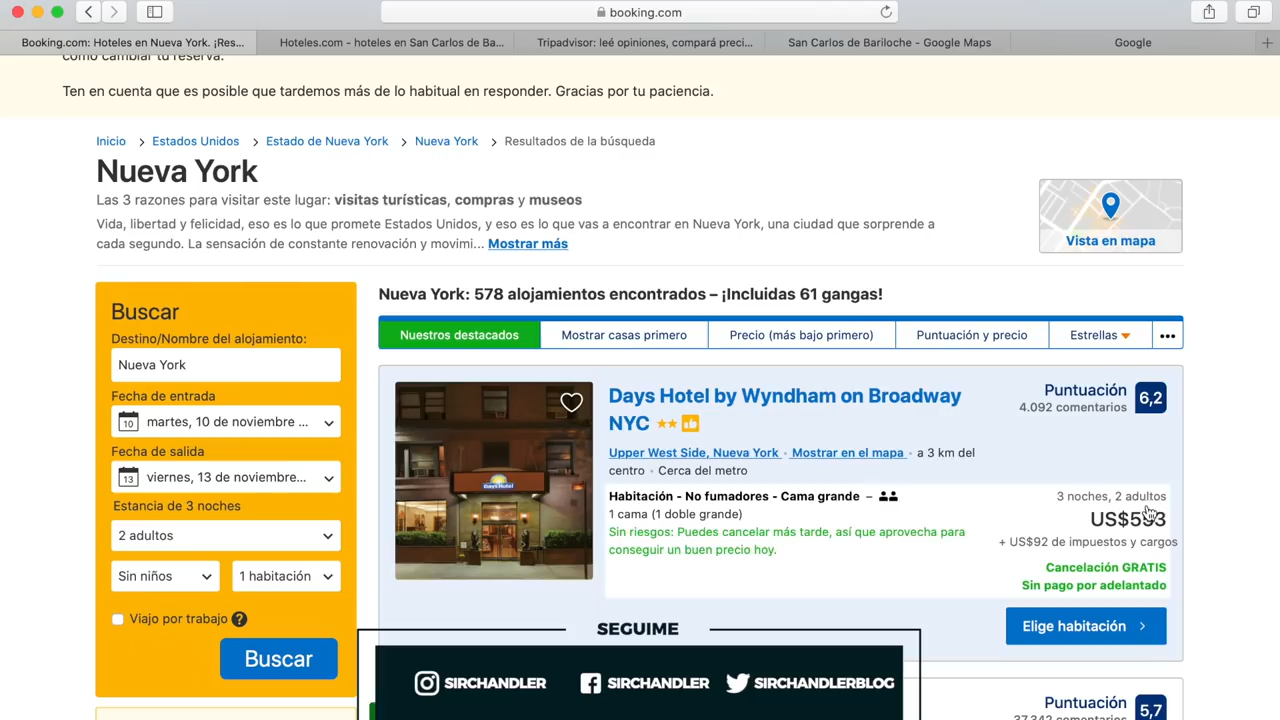 booking.com
Booking.com: Hoteles en Nueva York. ¡Res...
Hoteles.com - hoteles en San Carlos de Ba...
Tripadvisor: leé opiniones, compará preci...
San Carlos de Bariloche - Google Maps
Google
cómo cambiar tu reserva.
Ten en cuenta que es posible que tardemos más de lo habitual en responder. Gracias por tu paciencia.
Inicio > Estados Unidos > Estado de Nueva York > Nueva York > Resultados de la búsqueda
Nueva York
Las 3 razones para visitar este lugar: visitas turísticas, compras y museos
Vida, libertad y felicidad, eso es lo que promete Estados Unidos, y eso es lo que vas a encontrar en Nueva York, una ciudad que sorprende a
cada segundo. La sensación de constante renovación y movimi... Mostrar más
Vista en mapa
Buscar
Destino/Nombre del alojamiento:
Nueva York
Fecha de entrada
10 martes, 10 de noviembre ...
Fecha de salida
13 viernes, 13 de noviembre...
Estancia de 3 noches
2 adultos
Sin niños
1 habitación
Viajo por trabajo ?
Buscar
Nueva York: 578 alojamientos encontrados – ¡Incluidas 61 gangas!
Nuestros destacados
Mostrar casas primero
Precio (más bajo primero)
Puntuación y precio
Estrellas
•••
Days Hotel
Days Hotel by Wyndham on Broadway
NYC
Upper West Side, Nueva York · Mostrar en el mapa · a 3 km del
centro · Cerca del metro
Puntuación 6,2
4.092 comentarios
Habitación - No fumadores - Cama grande –
1 cama (1 doble grande)
Sin riesgos: Puedes cancelar más tarde, así que aprovecha para
conseguir un buen precio hoy.
3 noches, 2 adultos
+ US$92 de impuestos y cargos
Cancelación GRATIS
Sin pago por adelantado
Elige habitación
Puntuación 5,7
37.342 comentarios
SEGUIME
SIRCHANDLER
SIRCHANDLER
SIRCHANDLERBLOG